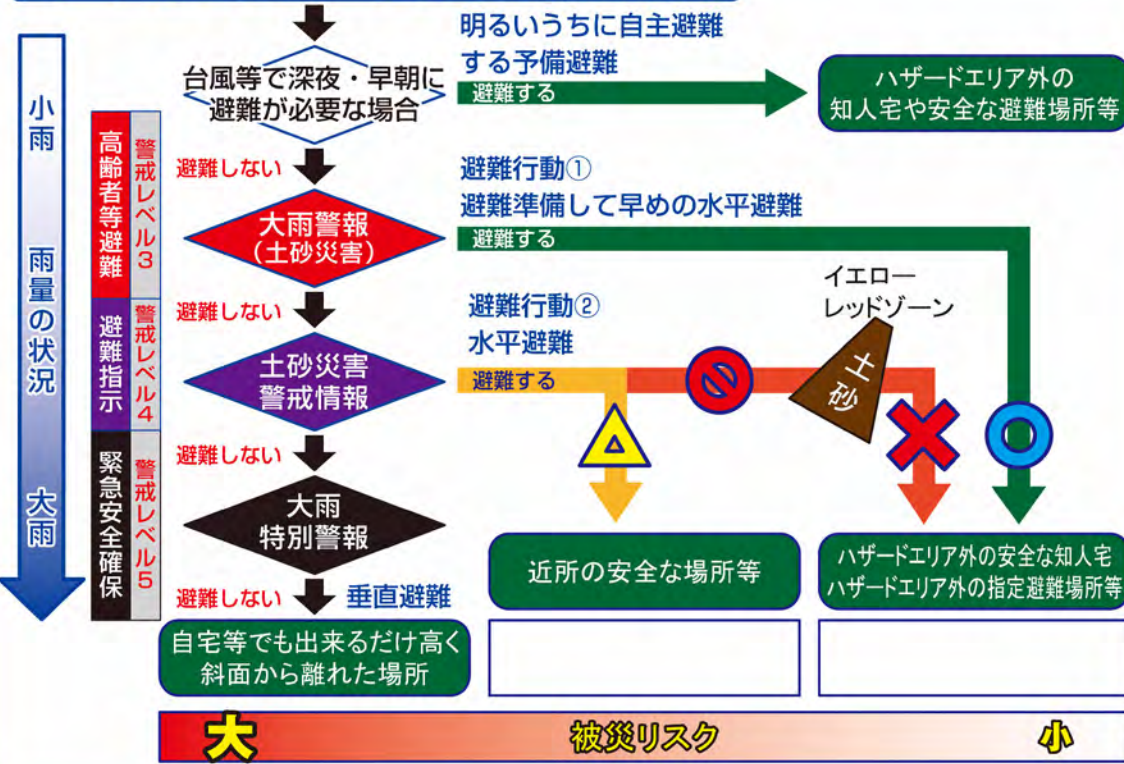 明るいうちに自主避難
する予備避難
避難する
台風等で深夜・早朝に
避難が必要な場合
ハザードエリア外の
知人宅や安全な避難場所等
小雨
雨量の状況
大雨
高齢者等避難
警戒レベル3
避難しない
避難行動①
避難準備して早めの水平避難
避難する
大雨警報
(土砂災害)
避難しない
避難指示
警戒レベル4
避難行動②
水平避難
避難する
土砂災害
警戒情報
イエロー
レッドゾーン
土砂
避難しない
緊急安全確保
警戒レベル5
大雨
特別警報
避難しない
垂直避難
自宅等でも出来るだけ高く
斜面から離れた場所
近所の安全な場所等
ハザードエリア外の安全な知人宅
ハザードエリア外の指定避難場所等
大
被災リスク
小